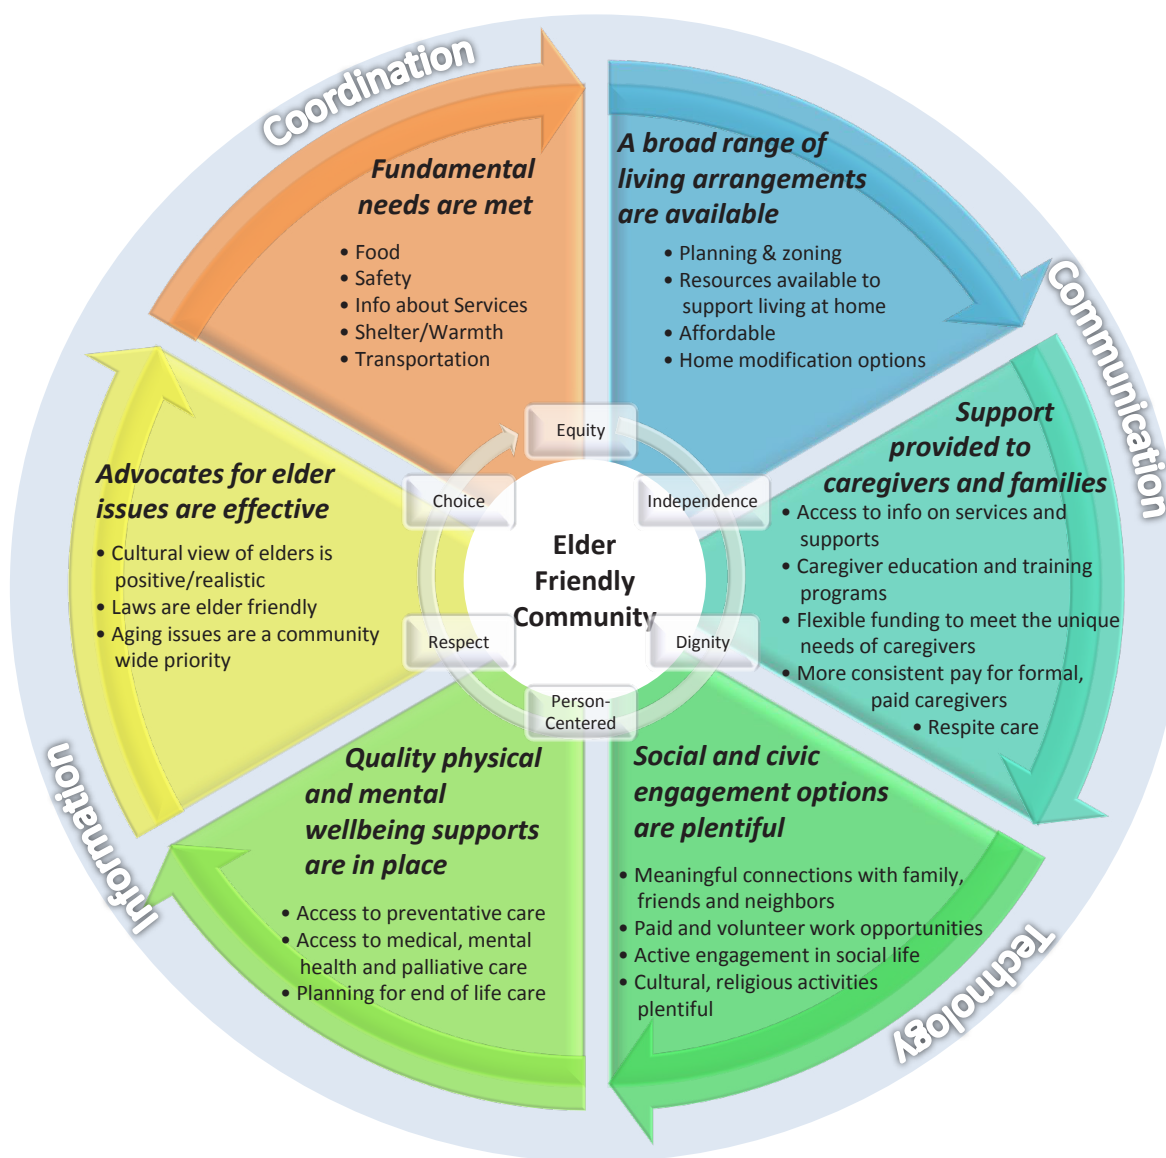 Coordination
Fundamental
needs are met
• Food
• Safety
• Info about Services
• Shelter/Warmth
• Transportation
A broad range of
living arrangements
are available
• Planning & zoning
• Resources available to
support living at home
• Affordable
• Home modification options
Communication
Support
provided to
caregivers and families
• Access to info on services and
supports
• Caregiver education and training
programs
• Flexible funding to meet the unique
needs of caregivers
• More consistent pay for formal,
paid caregivers
• Respite care
Technology
Social and civic
engagement options
are plentiful
• Meaningful connections with family,
friends and neighbors
• Paid and volunteer work opportunities
• Active engagement in social life
• Cultural, religious activities
plentiful
Quality physical
and mental
wellbeing supports
are in place
• Access to preventative care
• Access to medical, mental
health and palliative care
• Planning for end of life care
Information
Advocates for elder
issues are effective
• Cultural view of elders is
positive/realistic
• Laws are elder friendly
• Aging issues are a community
wide priority
Equity
Independence
Dignity
Person-
Centered
Respect
Choice
Elder
Friendly
Community